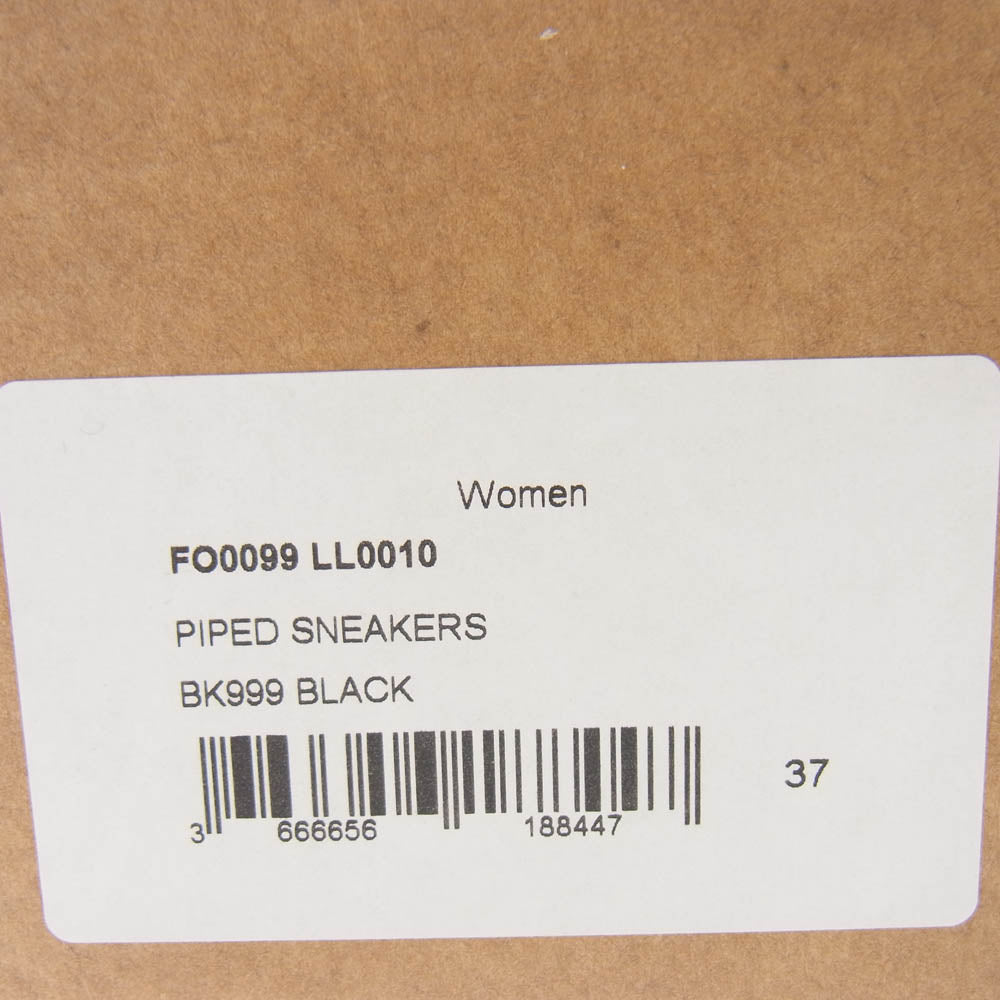 Women
FO0099 LL0010
PIPED SNEAKERS
BK999 BLACK
37
3 666656 188447